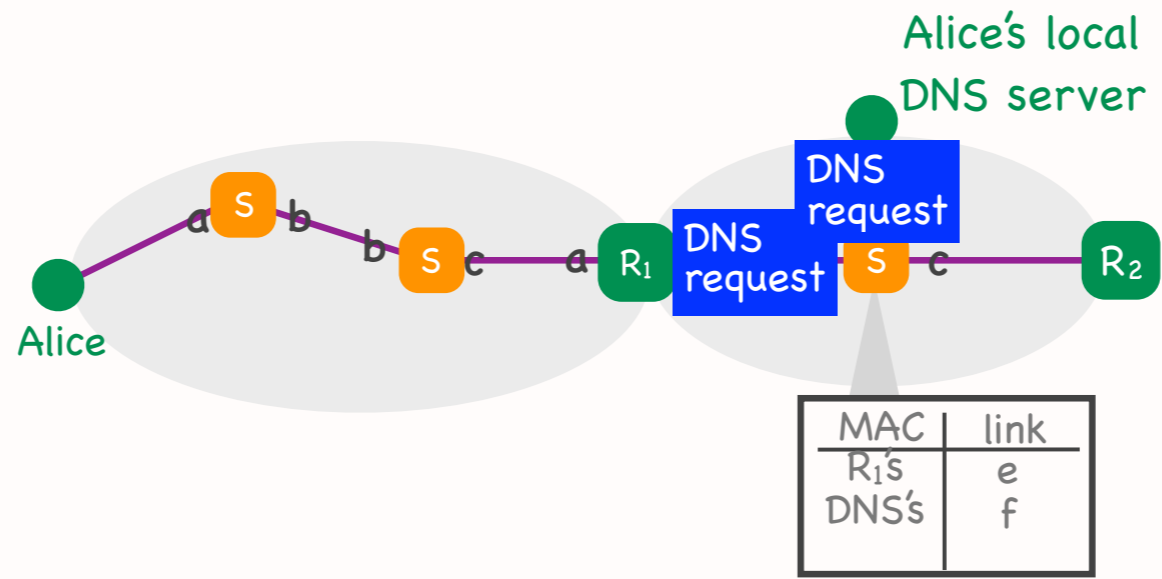 Alice's local
DNS server
DNS
request
S
a
b
DNS
request
b
S
c
a
R₁
S
c
R₂
Alice
MAC link
R₁'s e
DNS's f